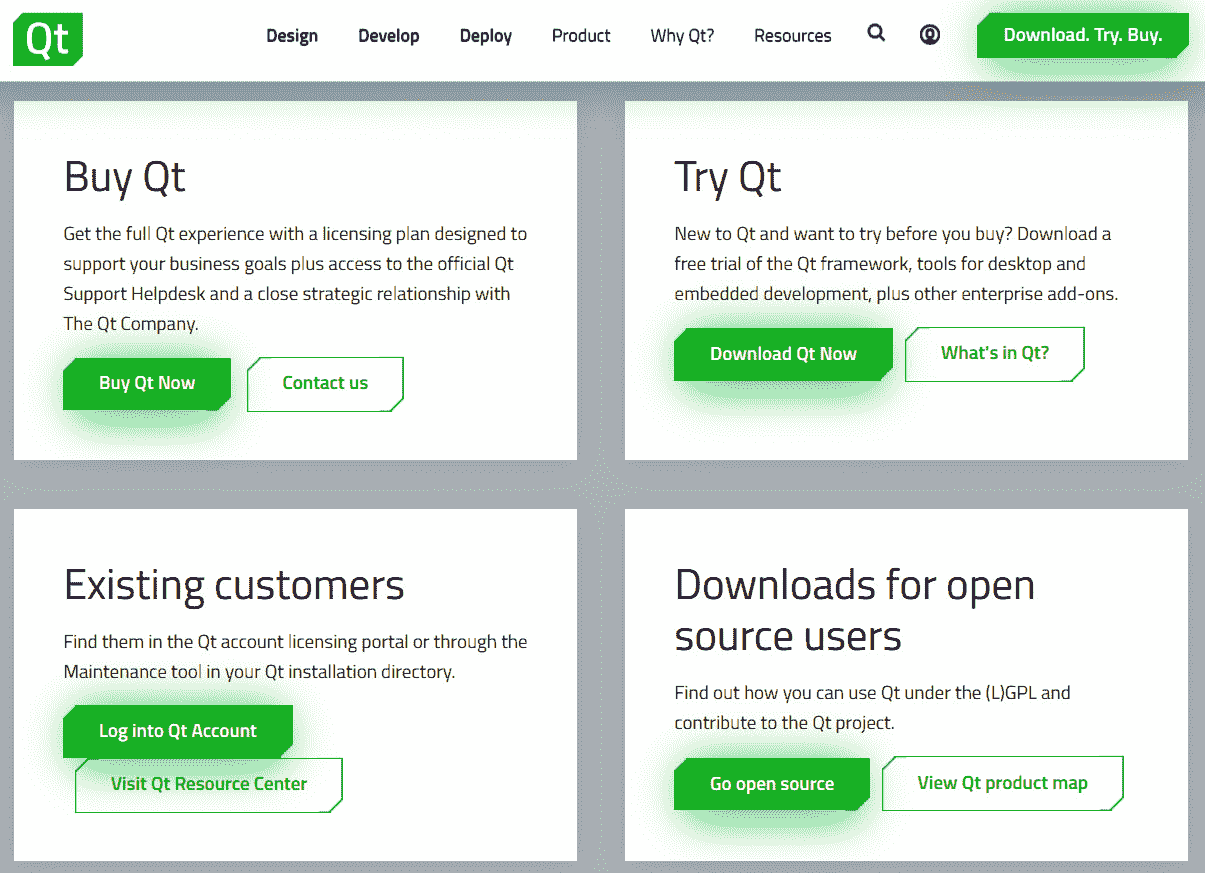 Qt
Design Develop Deploy Product Why Qt? Resources Download. Try. Buy.
Buy Qt
Get the full Qt experience with a licensing plan designed to
support your business goals plus access to the official Qt
Support Helpdesk and a close strategic relationship with
The Qt Company.
Buy Qt Now Contact us
Try Qt
New to Qt and want to try before you buy? Download a
free trial of the Qt framework, tools for desktop and
embedded development, plus other enterprise add-ons.
Download Qt Now What's in Qt?
Existing customers
Find them in the Qt account licensing portal or through the
Maintenance tool in your Qt installation directory.
Log into Qt Account
Visit Qt Resource Center
Downloads for open
source users
Find out how you can use Qt under the (L)GPL and
contribute to the Qt project.
Go open source View Qt product map